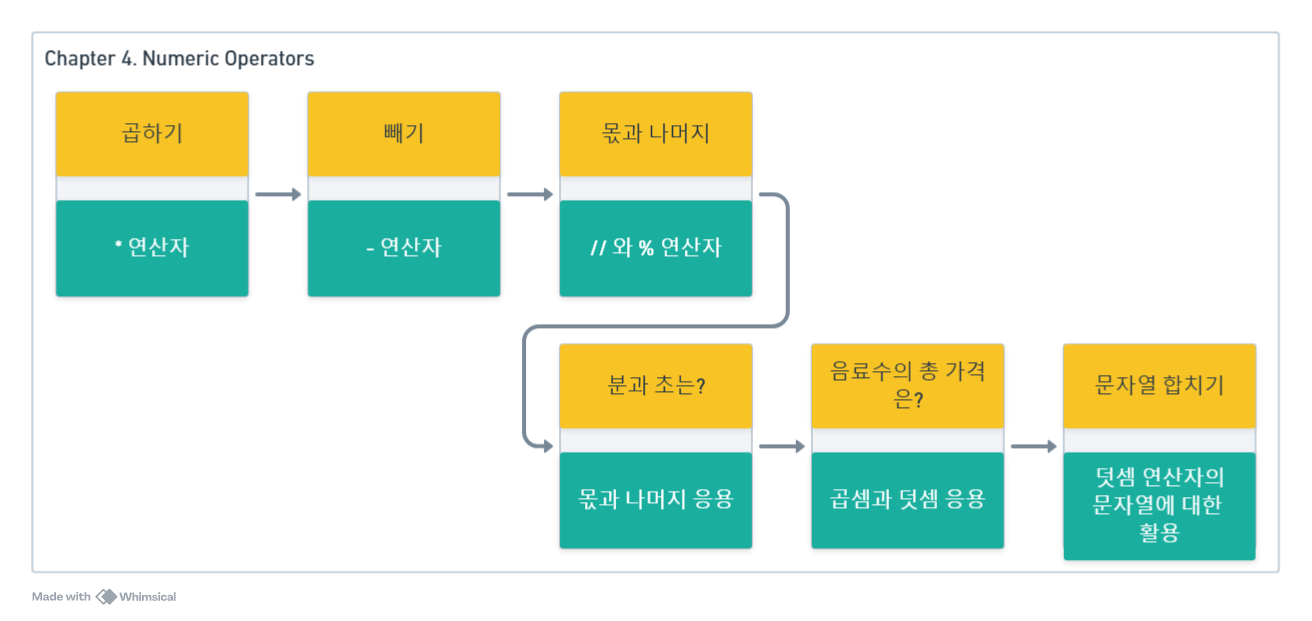 Chapter 4. Numeric Operators
곱하기
* 연산자
빼기
- 연산자
몫과 나머지
// 와 % 연산자
분과 초는?
몫과 나머지 응용
음료수의 총 가격
은?
곱셈과 덧셈 응용
문자열 합치기
덧셈 연산자의
문자열에 대한
활용
Made with Whimsical